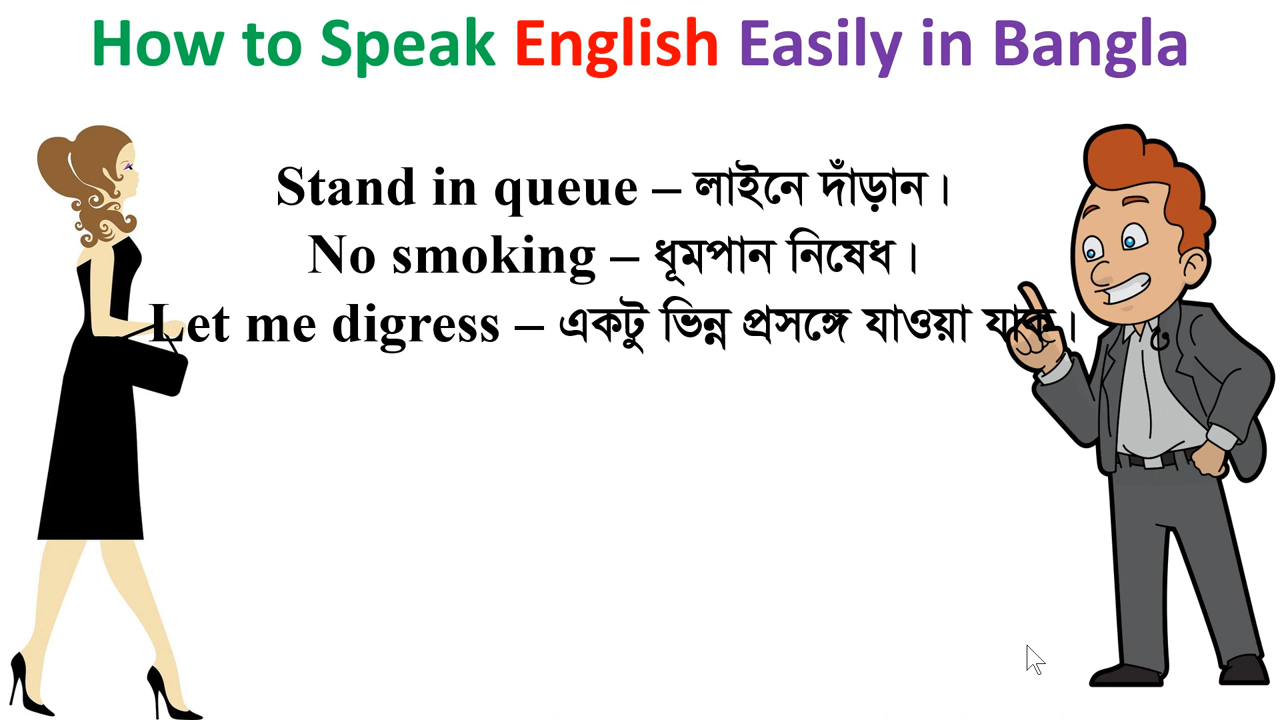 How to Speak English Easily in Bangla
Stand in queue – লাইনে দাঁড়ান।
No smoking – ধূমপান নিষেধ।
Let me digress – একটু ভিন্ন প্রসঙ্গে যাওয়া যাক।